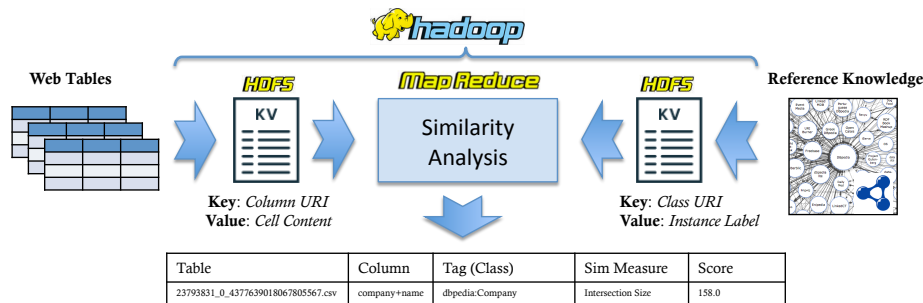 hadoop
Web Tables
HDFS
Map Reduce
HDFS
Reference Knowledge
KV
Similarity
Analysis
KV
Key: Column URI
Value: Cell Content
Key: Class URI
Value: Instance Label
Table Column Tag (Class) Sim Measure Score
23793831_0_4377639018067805567.csv company+name dbpedia:Company Intersection Size 158.0